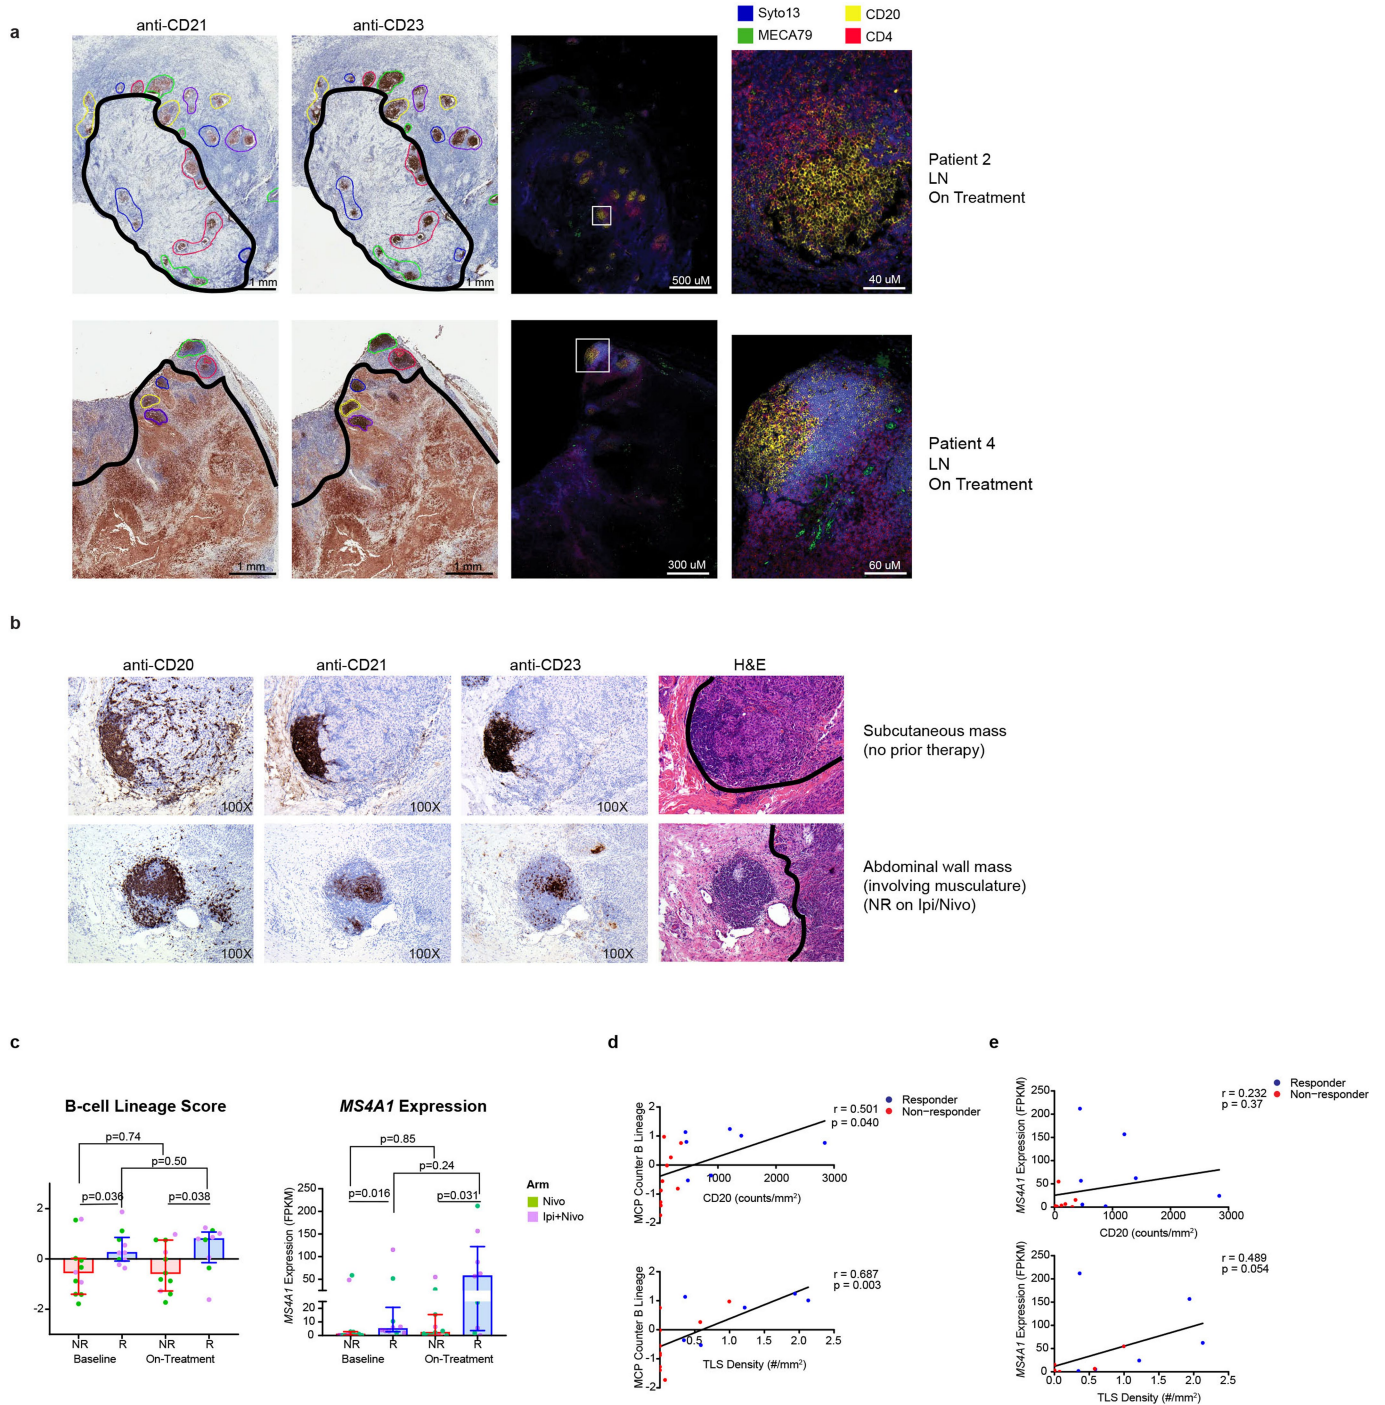 a
anti-CD21
anti-CD23
Syto13
CD20
MECA79
CD4
1 mm
1 mm
500 uM
40 uM
Patient 2
LN
On Treatment
1 mm
1 mm
300 uM
60 uM
Patient 4
LN
On Treatment
b
anti-CD20
anti-CD21
anti-CD23
H&E
100X
100X
100X
Subcutaneous mass
(no prior therapy)
100X
100X
100X
Abdominal wall mass
(involving musculature)
(NR on Ipi/Nivo)
c
B-cell Lineage Score
p=0.74
p=0.50
p=0.036
p=0.038
2
0
-2
NR
R
NR
R
Baseline
On-Treatment
MS4A1 Expression
p=0.85
p=0.24
p=0.016
p=0.031
MS4A1 Expression (FPKM)
250
200
150
100
50
20
10
0
NR
R
NR
R
Baseline
On-Treatment
Arm
Nivo
Ipi+Nivo
d
Responder
Non-responder
r = 0.501
p = 0.040
MCP Counter B Lineage
2
1
0
-1
-2
1000
2000
3000
CD20 (counts/mm²)
r = 0.687
p = 0.003
MCP Counter B Lineage
2
1
0
-1
-2
0.5
1.0
1.5
2.0
2.5
TLS Density (#/mm²)
e
Responder
Non-responder
r = 0.232
p = 0.37
MS4A1 Expression (FPKM)
250
200
150
100
50
0
0
1000
2000
3000
CD20 (counts/mm²)
r = 0.489
p = 0.054
MS4A1 Expression (FPKM)
250
200
150
100
50
0
0.0
0.5
1.0
1.5
2.0
2.5
TLS Density (#/mm²)